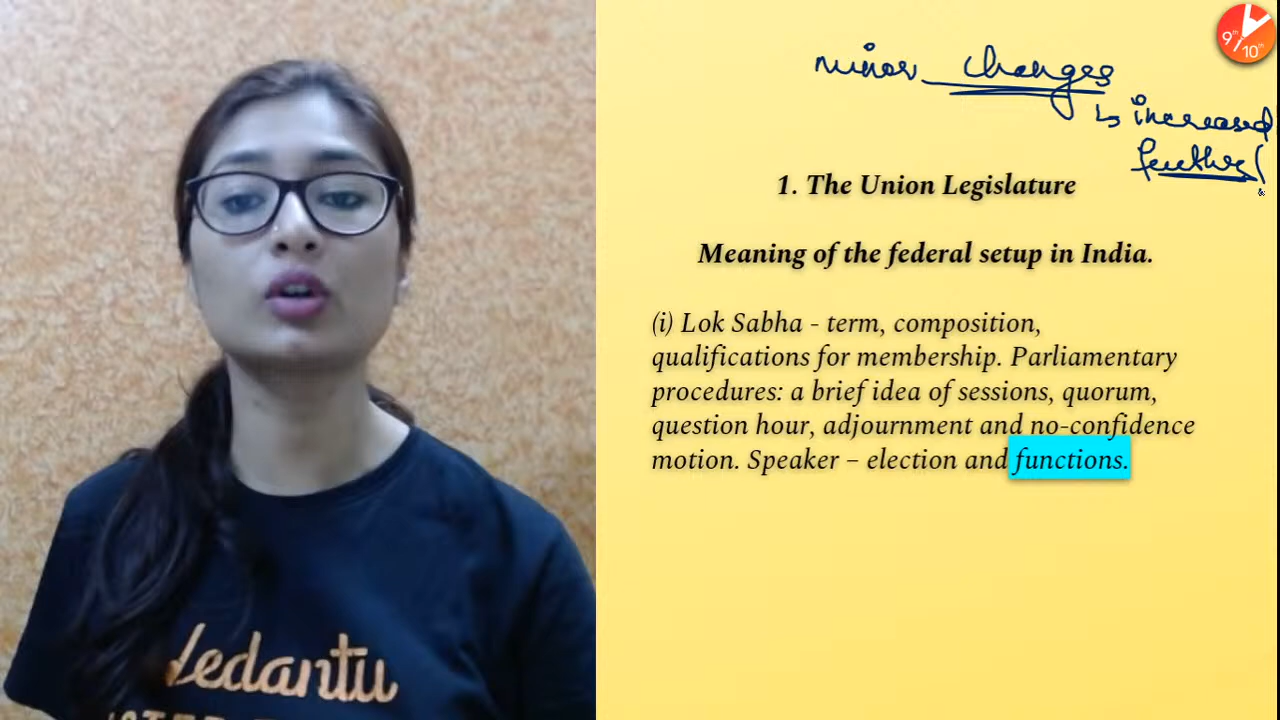 minor changes
↳ increased
further (
9th/10th
1. The Union Legislature
Meaning of the federal setup in India.
(i) Lok Sabha - term, composition,
qualifications for membership. Parliamentary
procedures: a brief idea of sessions, quorum,
question hour, adjournment and no-confidence
motion. Speaker – election and functions.
Vedantu